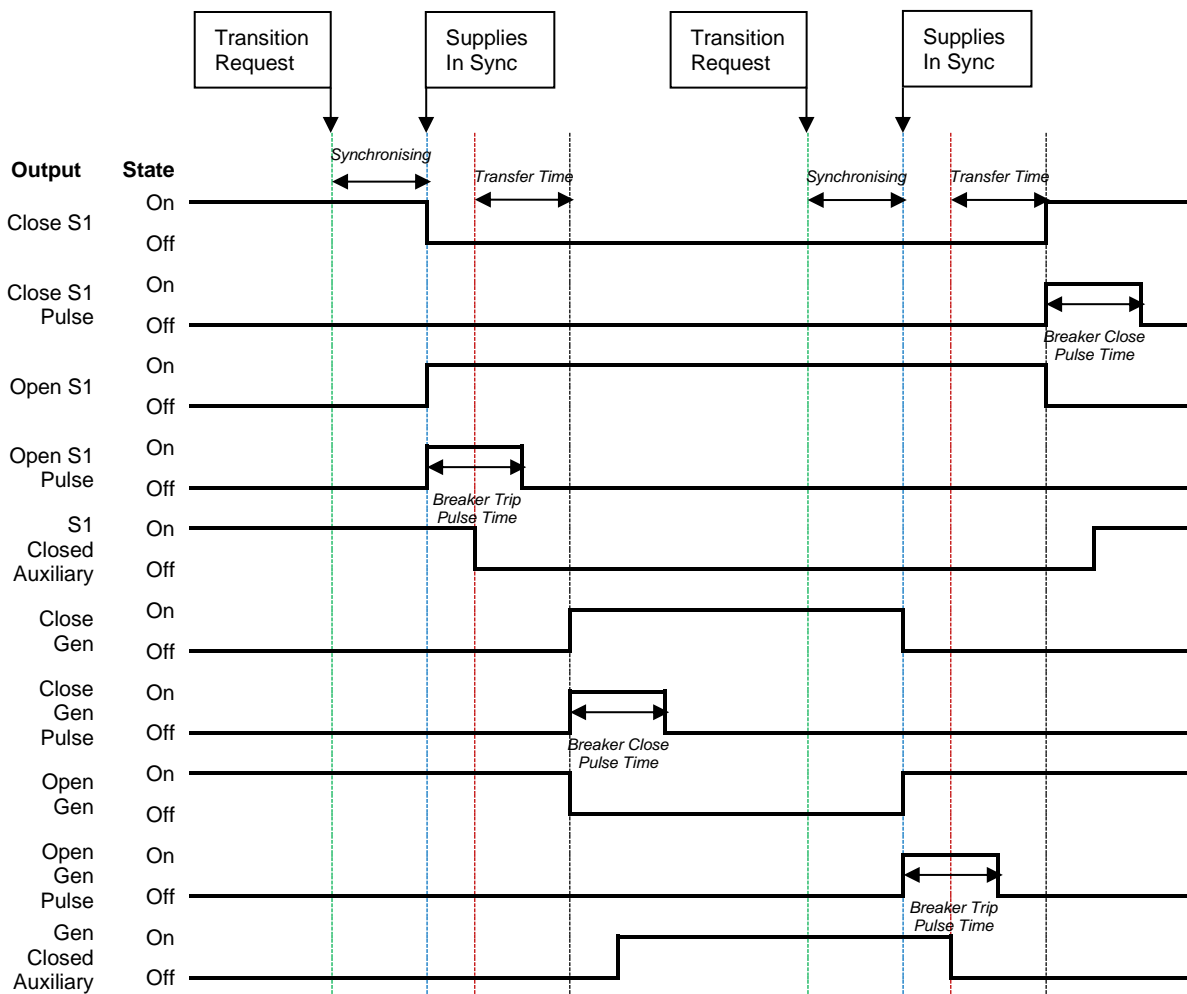 Transition
Request
Supplies
In Sync
Transition
Request
Supplies
In Sync
Synchronising
Transfer Time
Synchronising
Transfer Time
Output State
On
Close S1
Off
On
Close S1
Pulse
Off
Breaker Close
Pulse Time
On
Open S1
Off
On
Open S1
Pulse
Off
Breaker Trip
Pulse Time
On
S1
Closed
Auxiliary
Off
On
Close
Gen
Off
On
Close
Gen
Pulse
Off
Breaker Close
Pulse Time
On
Open
Gen
Off
On
Open
Gen
Pulse
Off
Breaker Trip
Pulse Time
On
Gen
Closed
Auxiliary
Off